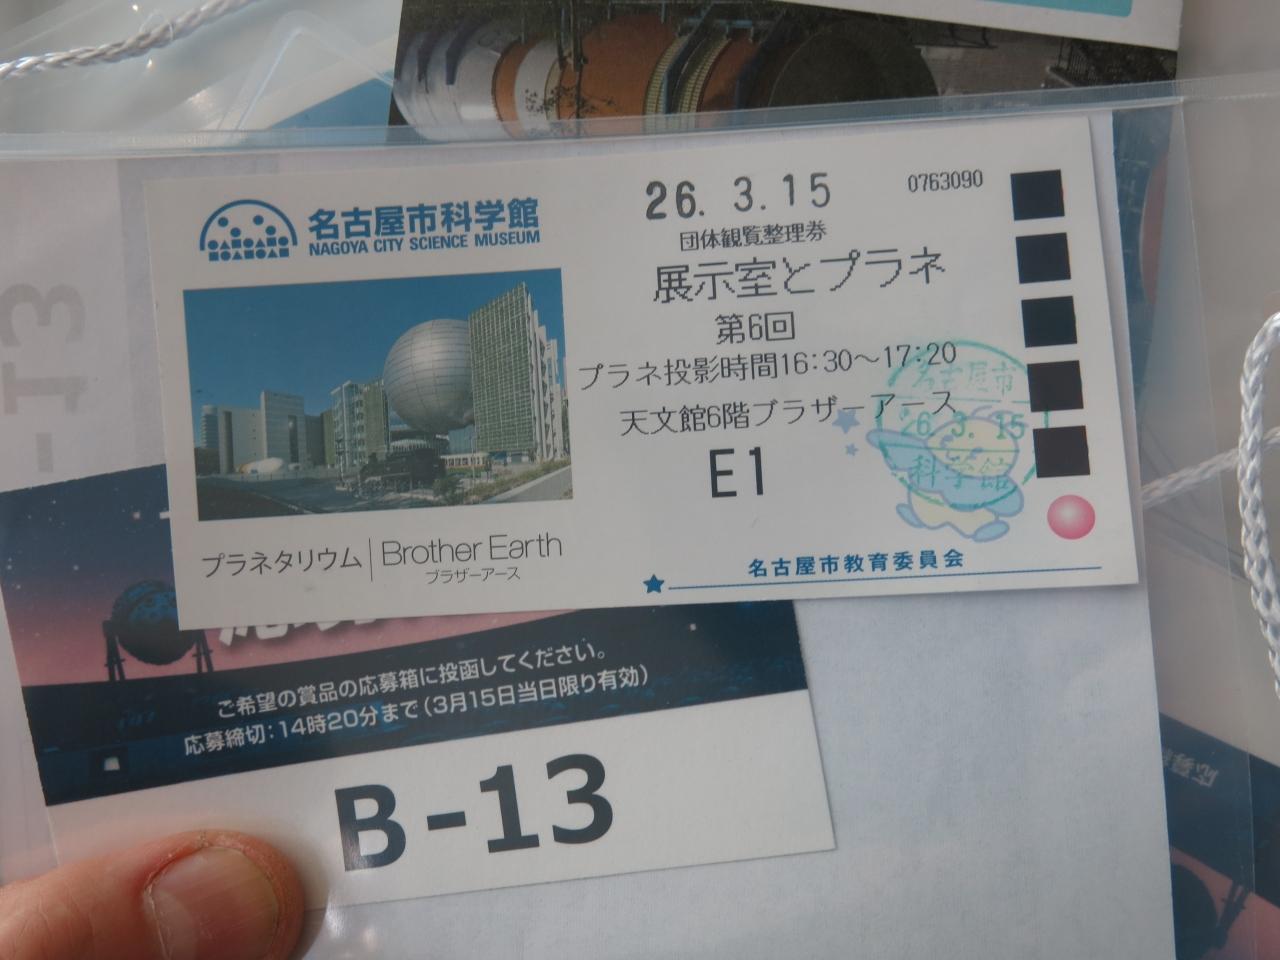 名古屋市科学館
NAGOYA CITY SCIENCE MUSEUM
プラネタリウム | Brother Earth
ブラザーアース
26. 3.15
0763090
団体観覧整理券
展示室とプラネ
第6回
プラネ投影時間16:30～17:20
天文館6階ブラザーアース
E1
名古屋市
26. 3. 15
科学館
名古屋市教育委員会
ご希望の賞品の応募箱に投函してください。
応募締切:14時20分まで(3月15日当日限り有効)
B-13